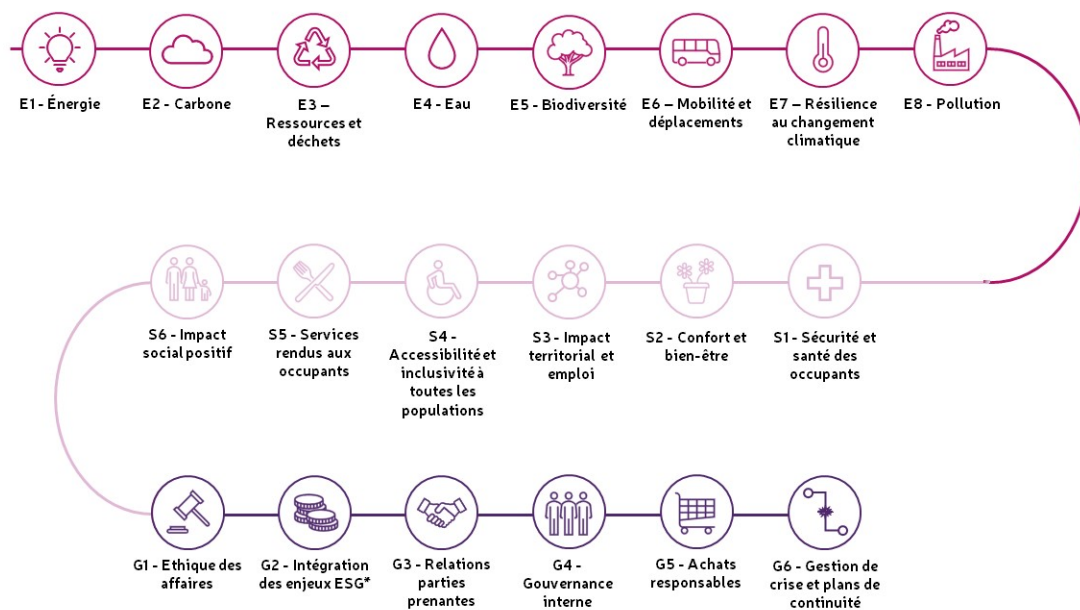 E1 - Énergie
E2 - Carbone
E3 –
Ressources et
déchets
E4 - Eau
E5 - Biodiversité
E6 – Mobilité et
déplacements
E7 – Résilience
au changement
climatique
E8 - Pollution
S6 - Impact
social positif
S5 - Services
rendus aux
occupants
S4 -
Accessibilité et
inclusivité à
toutes les
populations
S3 - Impact
territorial et
emploi
S2 - Confort et
bien-être
S1 - Sécurité et
santé des
occupants
G1 - Ethique des
affaires
G2 - Intégration
des enjeux ESG*
G3 - Relations
parties
prenantes
G4 -
Gouvernance
interne
G5 - Achats
responsables
G6 - Gestion de
crise et plans de
continuité